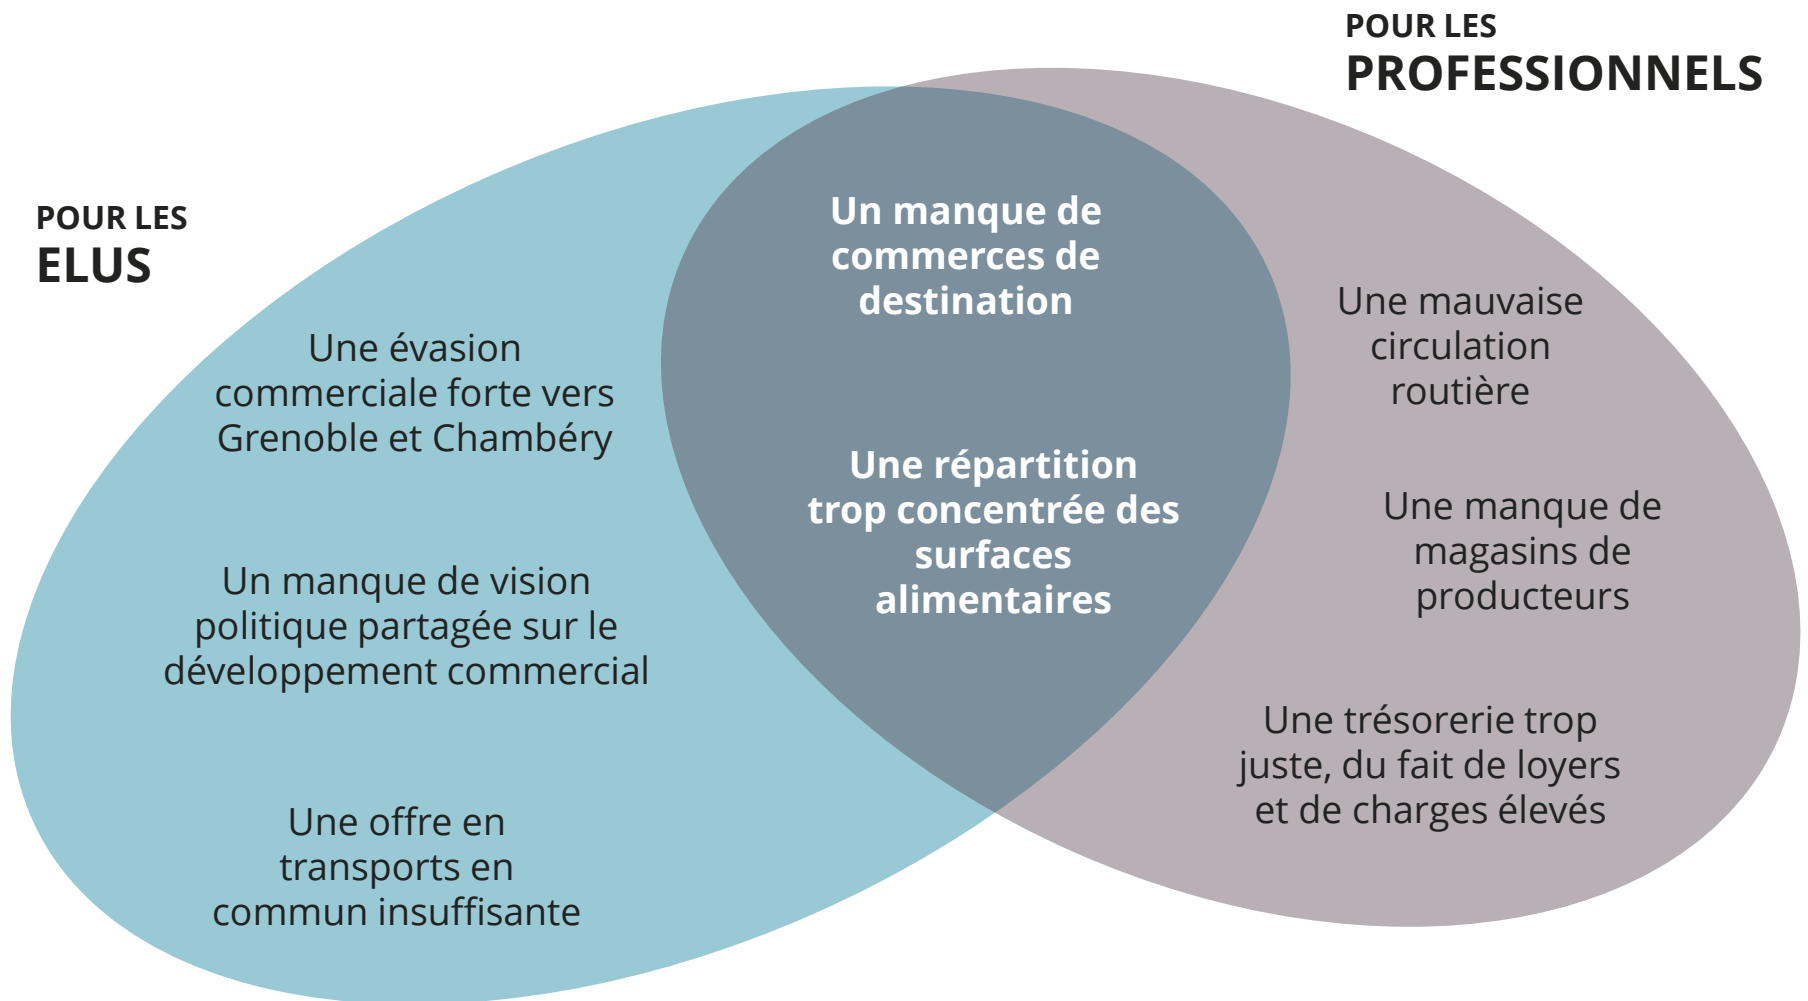 POUR LES
ELUS
Une évasion
commerciale forte vers
Grenoble et Chambéry
Un manque de vision
politique partagée sur le
développement commercial
Une offre en
transports en
commun insuffisante
Un manque de
commerces de
destination
Une répartition
trop concentrée des
surfaces
alimentaires
POUR LES
PROFESSIONNELS
Une mauvaise
circulation
routière
Une manque de
magasins de
producteurs
Une trésorerie trop
juste, du fait de loyers
et de charges élevés